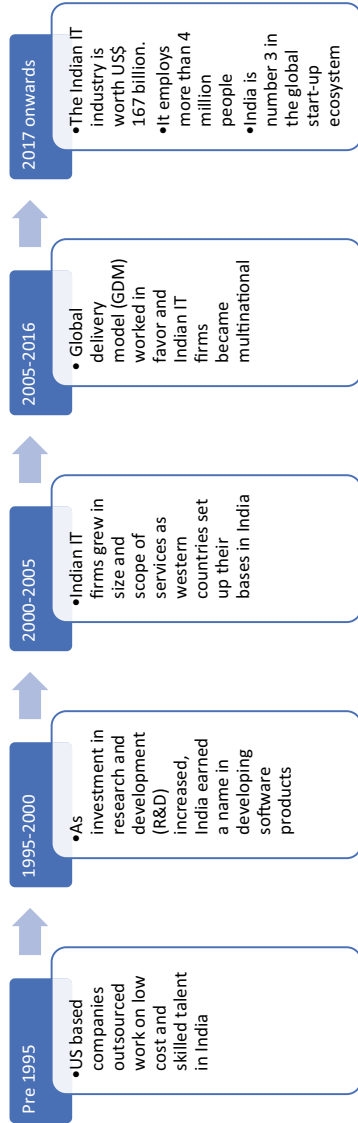 Pre 1995
•US based
companies
outsourced
work on low
cost and
skilled talent
in India
1995-2000
•As
investment in
research and
development
(R&D)
increased,
India earned
a name in
developing
software
products
2000-2005
•Indian IT
firms grew in
size and
scope of
services as
western
countries set
up their
bases in India
2005-2016
• Global
delivery
model (GDM)
worked in
favor and
Indian IT
firms
became
multinational
2017 onwards
•The Indian IT
industry is
worth US$
167 billion.
•It employs
more than 4
million
people
•India is
number 3 in
the global
start-up
ecosystem